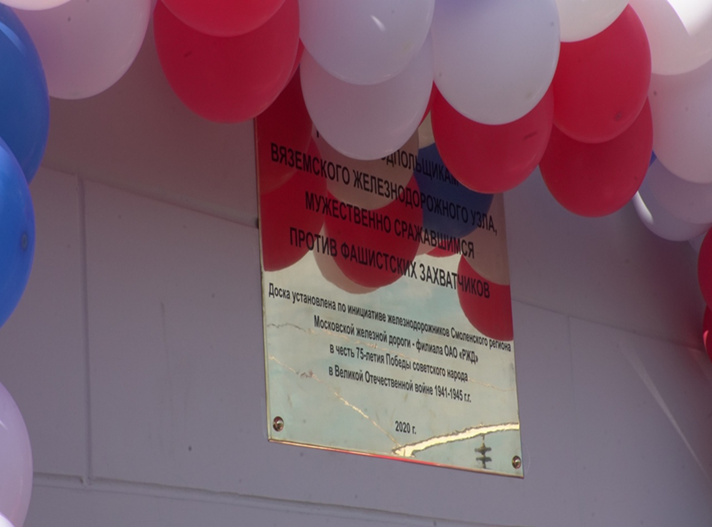 ПОДПОЛЬЩИКАМ
ВЯЗЕМСКОГО ЖЕЛЕЗНОДОРОЖНОГО УЗЛА,
МУЖЕСТВЕННО СРАЖАВШИМСЯ
ПРОТИВ ФАШИСТСКИХ ЗАХВАТЧИКОВ
Доска установлена по инициативе железнодорожников Смоленского региона
Московской железной дороги - филиала ОАО «РЖД»
в честь 75-летия Победы советского народа
в Великой Отечественной войне 1941-1945 г.г.
2020 г.